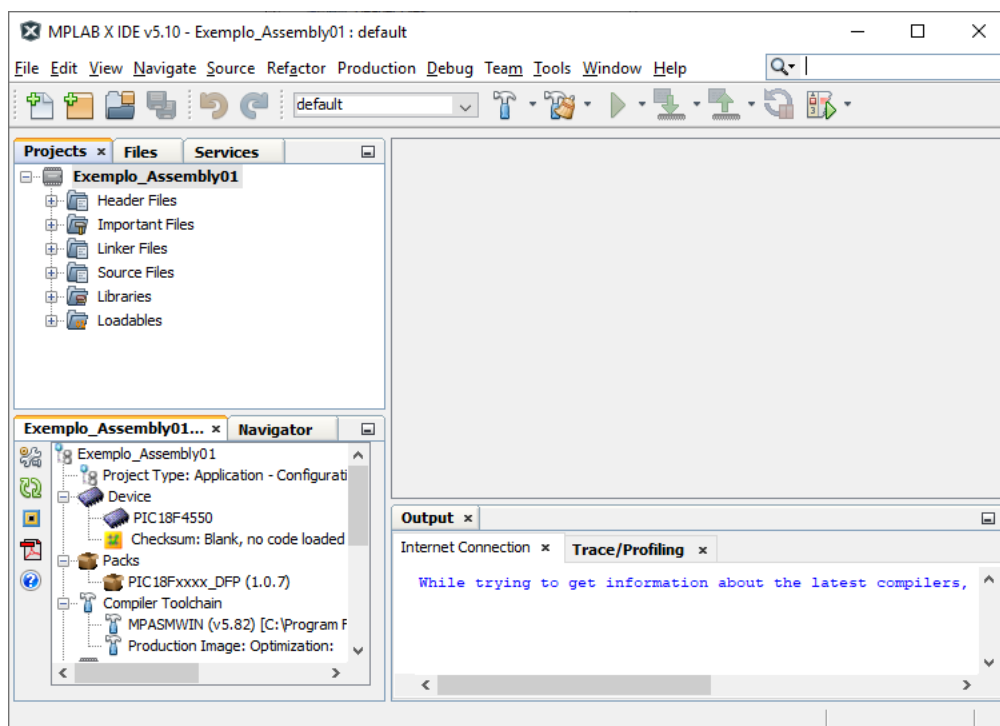 MPLAB X IDE v5.10 - Exemplo_Assembly01 : default
File Edit View Navigate Source Refactor Production Debug Team Tools Window Help
default
Projects Files Services
Exemplo_Assembly01
Header Files
Important Files
Linker Files
Source Files
Libraries
Loadables
Exemplo_Assembly01... Navigator
Exemplo_Assembly01
Project Type: Application - Configurati
Device
PIC18F4550
Checksum: Blank, no code loaded
Packs
PIC18Fxxxx_DFP (1.0.7)
Compiler Toolchain
MPASMWIN (v5.82) [C:\Program F
Production Image: Optimization:
Output
Internet Connection Trace/Profiling
While trying to get information about the latest compilers,